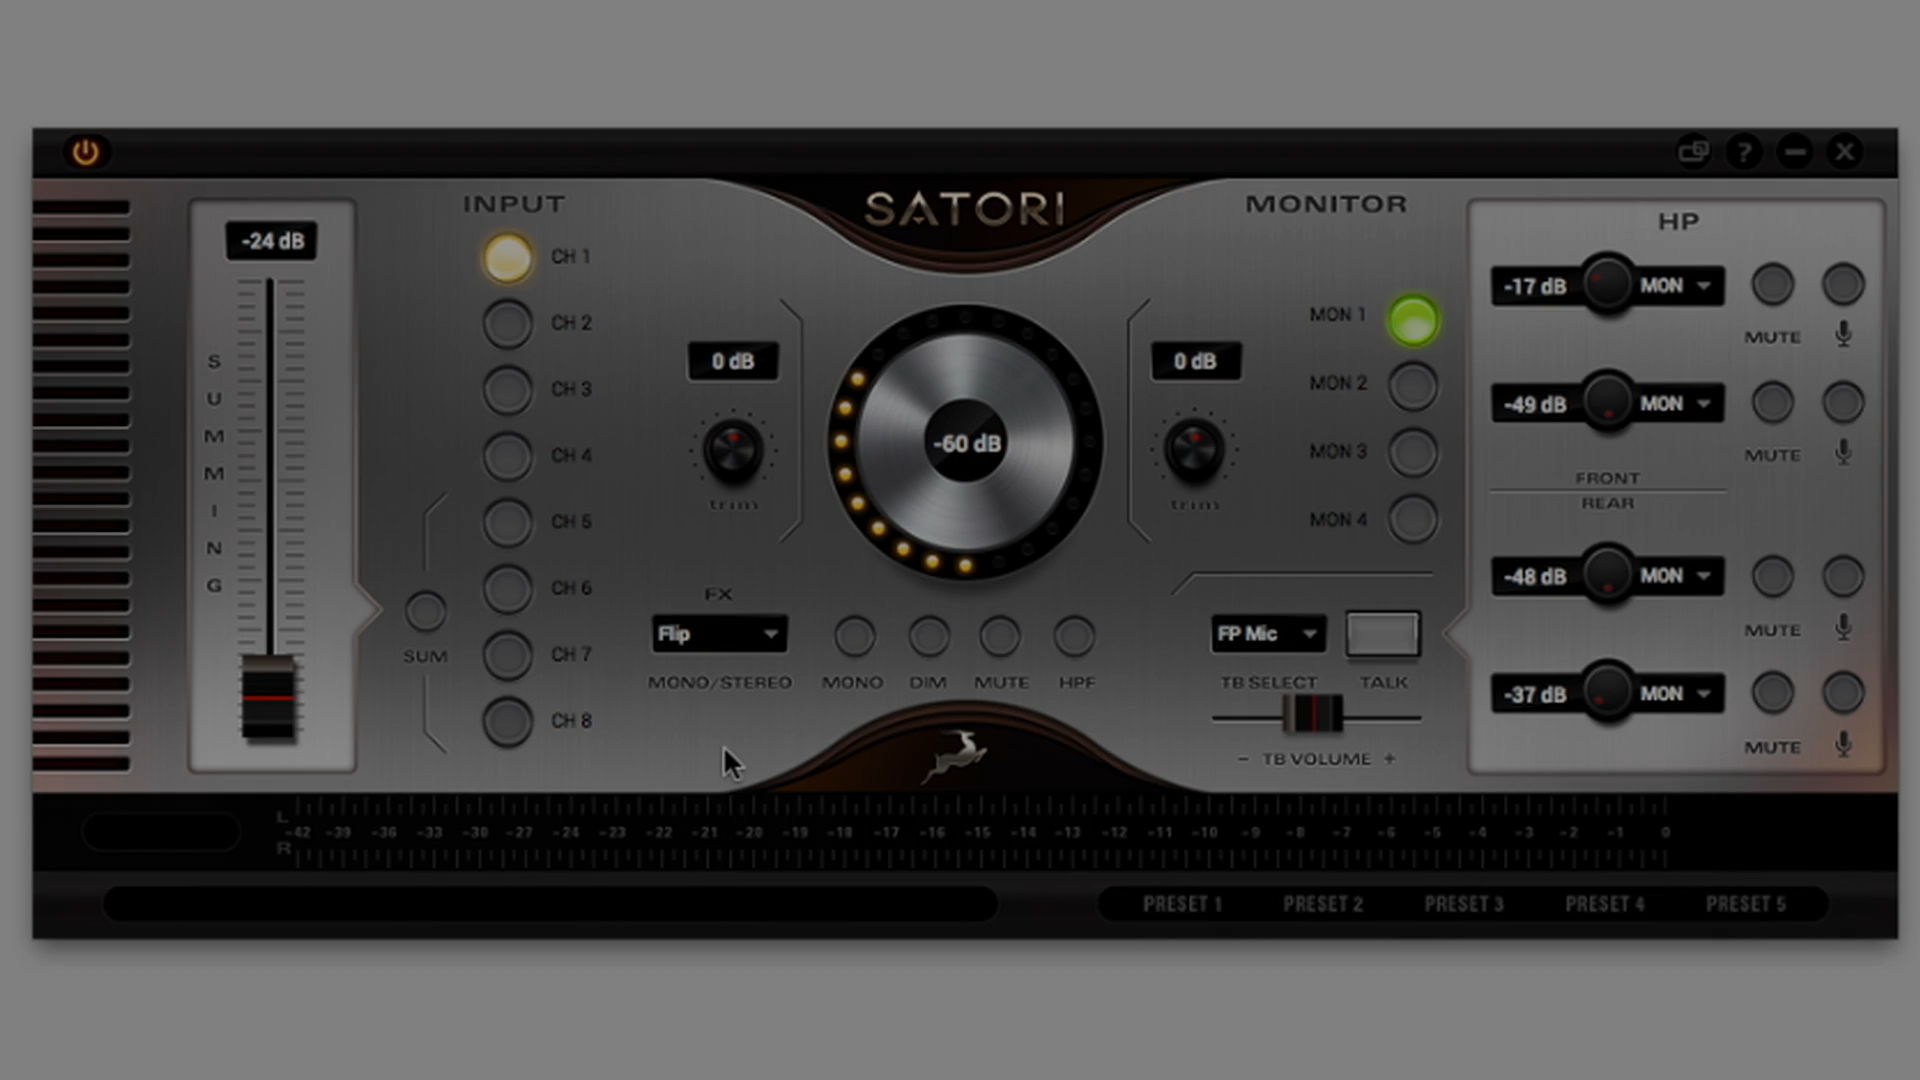 SATORI
INPUT
MONITOR
HP
-24 dB
SUMMING
CH 1
CH 2
CH 3
CH 4
CH 5
CH 6
CH 7
CH 8
SUM
0 dB
trim
-60 dB
0 dB
trim
MON 1
MON 2
MON 3
MON 4
FX
Flip
MONO/STEREO
MONO
DIM
MUTE
HPF
FP Mic
TB SELECT
TALK
- TB VOLUME +
-17 dB MON
MUTE
-49 dB MON
MUTE
FRONT
REAR
-48 dB MON
MUTE
-37 dB MON
MUTE
L
-42 -39 -36 -33 -30 -27 -24 -23 -22 -21 -20 -19 -18 -17 -16 -15 -14 -13 -12 -11 -10 -9 -8 -7 -6 -5 -4 -3 -2 -1 0
R
PRESET 1 PRESET 2 PRESET 3 PRESET 4 PRESET 5